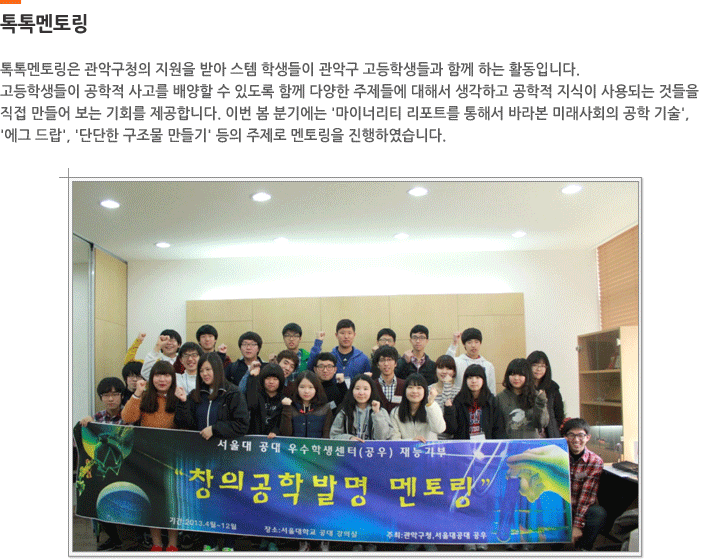 톡톡멘토링
톡톡멘토링은 관악구청의 지원을 받아 스템 학생들이 관악구 고등학생들과 함께 하는 활동입니다.
고등학생들이 공학적 사고를 배양할 수 있도록 함께 다양한 주제들에 대해서 생각하고 공학적 지식이 사용되는 것들을
직접 만들어 보는 기회를 제공합니다. 이번 봄 분기에는 '마이너리티 리포트를 통해서 바라본 미래사회의 공학 기술',
'에그 드랍', '단단한 구조물 만들기' 등의 주제로 멘토링을 진행하였습니다.
서울대 공대 우수학생센터(공우) 재능기부
“창의공학발명 멘토링”
기간:2013.4월~12월 장소:서울대학교 공대 강의실 주최:관악구청,서울대공대 공우